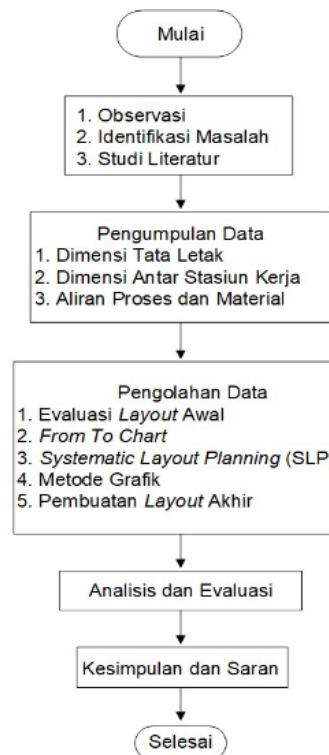 Mulai
1. Observasi
2. Identifikasi Masalah
3. Studi Literatur
Pengumpulan Data
1. Dimensi Tata Letak
2. Dimensi Antar Stasiun Kerja
3. Aliran Proses dan Material
Pengolahan Data
1. Evaluasi Layout Awal
2. From To Chart
3. Systematic Layout Planning (SLP
4. Metode Grafik
5. Pembuatan Layout Akhir
Analisis dan Evaluasi
Kesimpulan dan Saran
Selesai